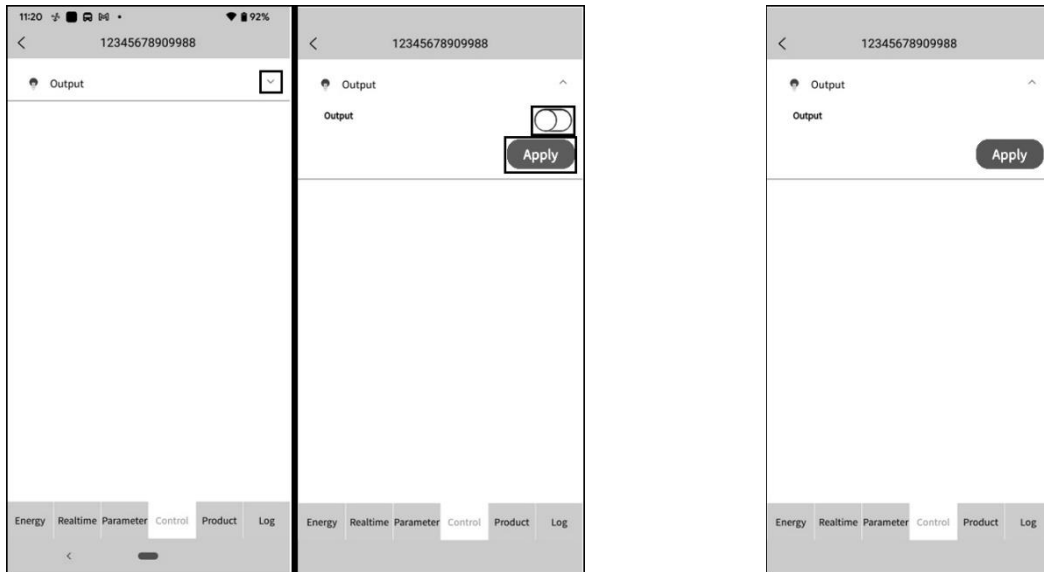 11:20 92%
12345678909988
Output
Energy Realtime Parameter Control Product Log
12345678909988
Output
Output
Apply
Energy Realtime Parameter Control Product Log
12345678909988
Output
Output
Apply
Energy Realtime Parameter Control Product Log